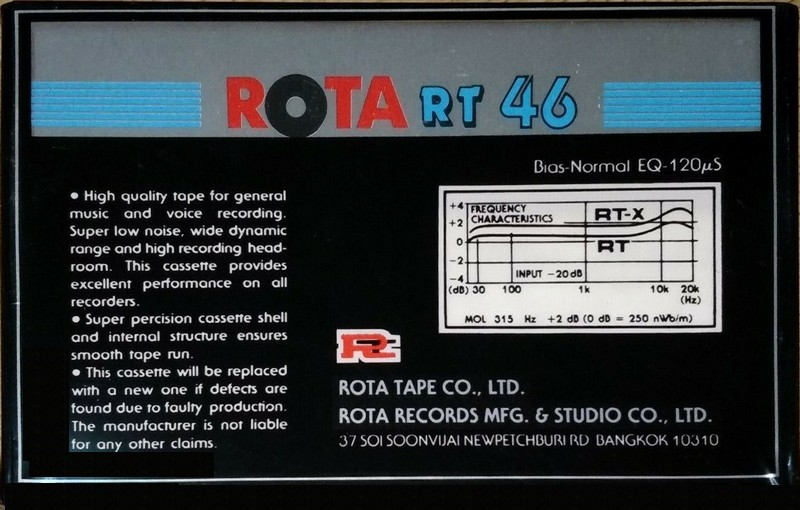 ROTA RT 46
Bias-Normal EQ-120µS
• High quality tape for general
music and voice recording.
Super low noise, wide dynamic
range and high recording head-
room. This cassette provides
excellent performance on all
recorders.
• Super percision cassette shell
and internal structure ensures
smooth tape run.
• This cassette will be replaced
with a new one if defects are
found due to faulty production.
The manufacturer is not liable
for any other claims.
FREQUENCY
CHARACTERISTICS
RT-X
RT
INPUT -20dB
+4
+2
0
-2
-4
(dB) 30 100 1k 10k 20k
(Hz)
MOL 315 Hz +2 dB (0 dB = 250 nWb/m)
R
ROTA TAPE CO., LTD.
ROTA RECORDS MFG. & STUDIO CO., LTD.
37 SOI SOONVIJAI NEWPETCHBURI RD BANGKOK 10310